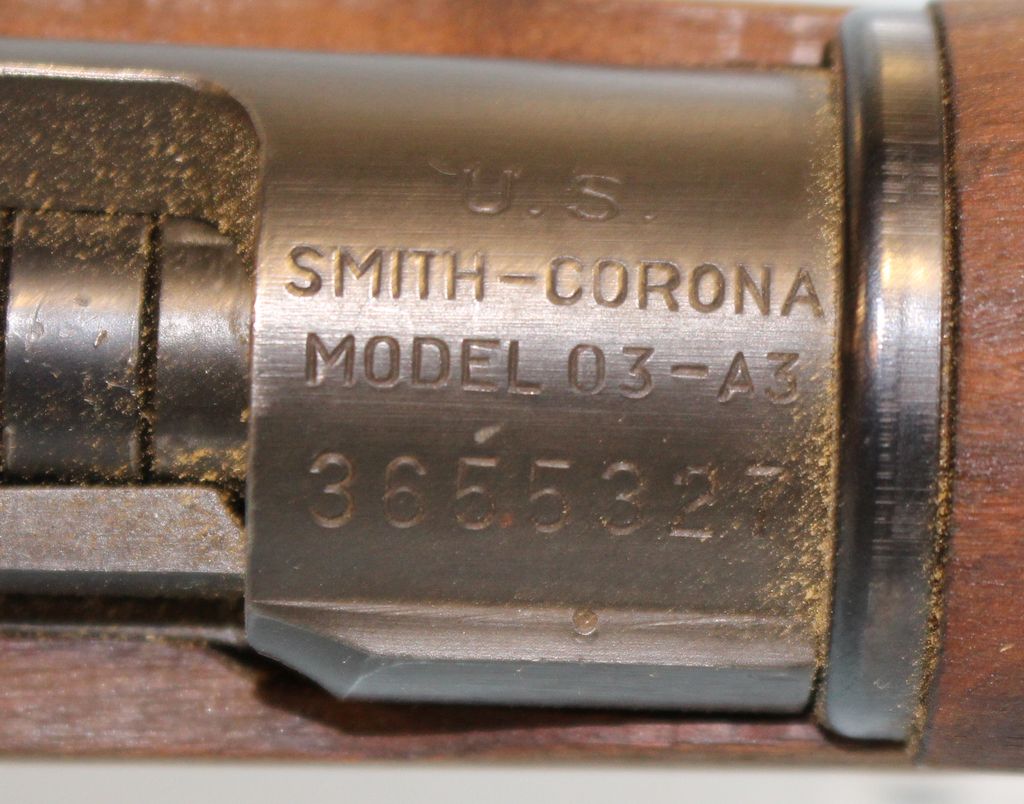 U.S.
SMITH-CORONA
MODEL 03-A3
3655327